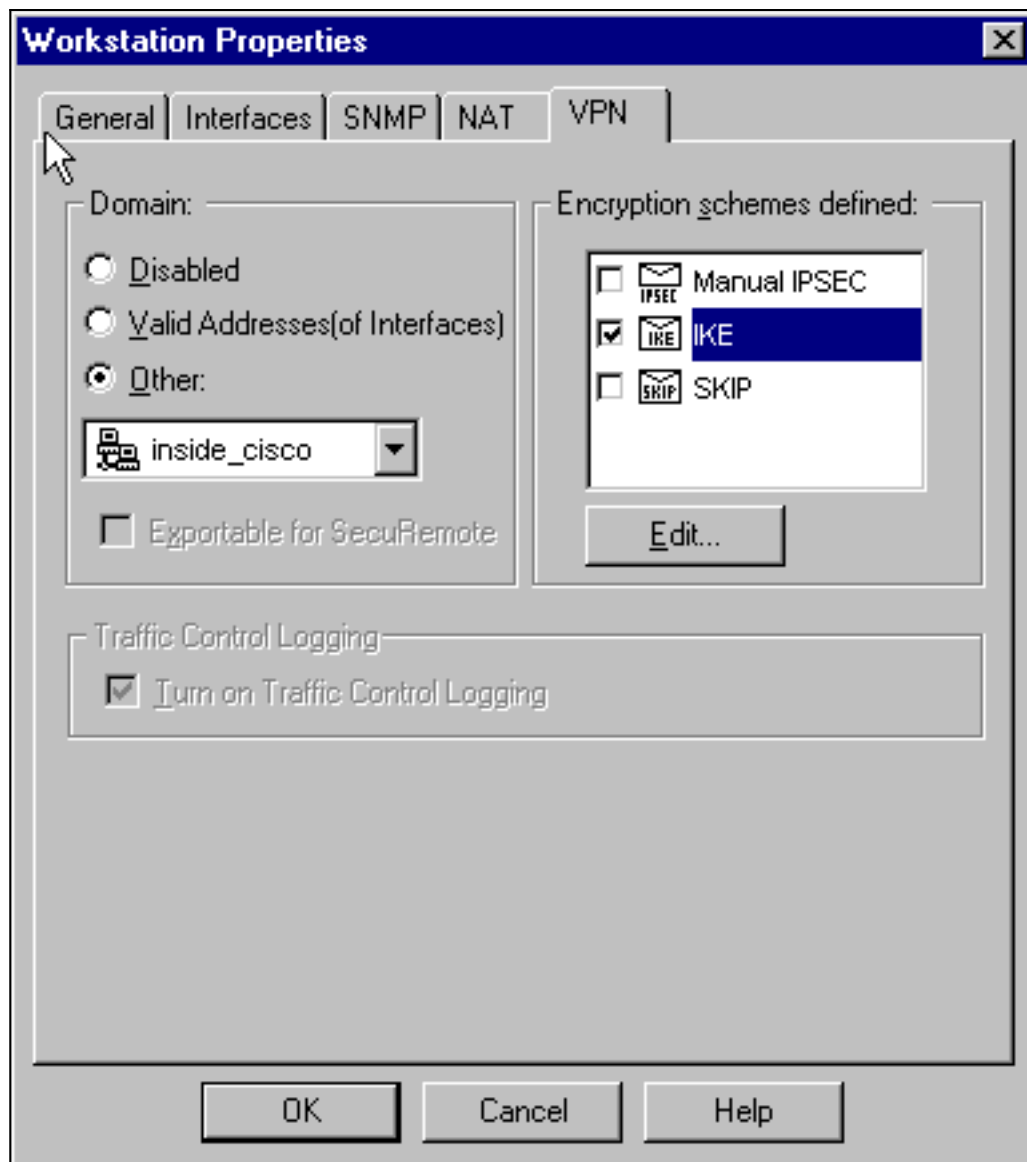 Workstation Properties
General Interfaces SNMP NAT VPN
Domain:
Disabled
Valid Addresses(of Interfaces)
Other:
inside_cisco
Exportable for SecuRemote
Encryption schemes defined:
IPSEC Manual IPSEC
IKE IKE
SKIP SKIP
Edit...
Traffic Control Logging
Turn on Traffic Control Logging
OK Cancel Help